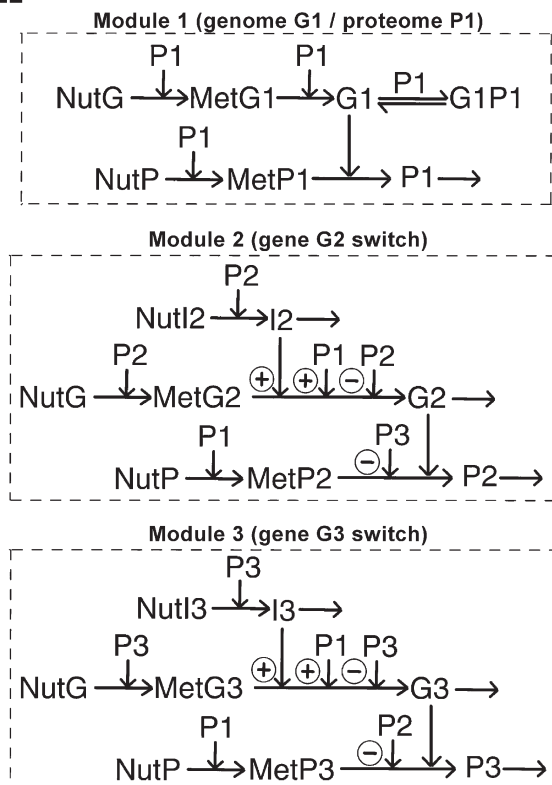 Module 1 (genome G1 / proteome P1)
P1 P1
NutG MetG1 G1 P1 G1P1
P1
NutP MetP1 P1
Module 2 (gene G2 switch)
P2
NutI2 I2
P2 + + P1 − P2
NutG MetG2 G2
P1 − P3
NutP MetP2 P2
Module 3 (gene G3 switch)
P3
NutI3 I3
P3 + + P1 − P3
NutG MetG3 G3
P1 − P2
NutP MetP3 P3